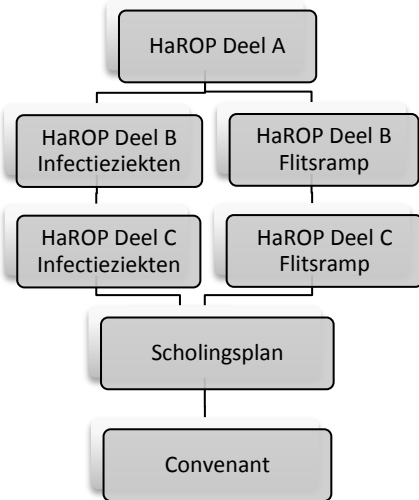 HaROP Deel A
HaROP Deel B
Infectieziekten
HaROP Deel B
Flitsramp
HaROP Deel C
Infectieziekten
HaROP Deel C
Flitsramp
Scholingsplan
Convenant